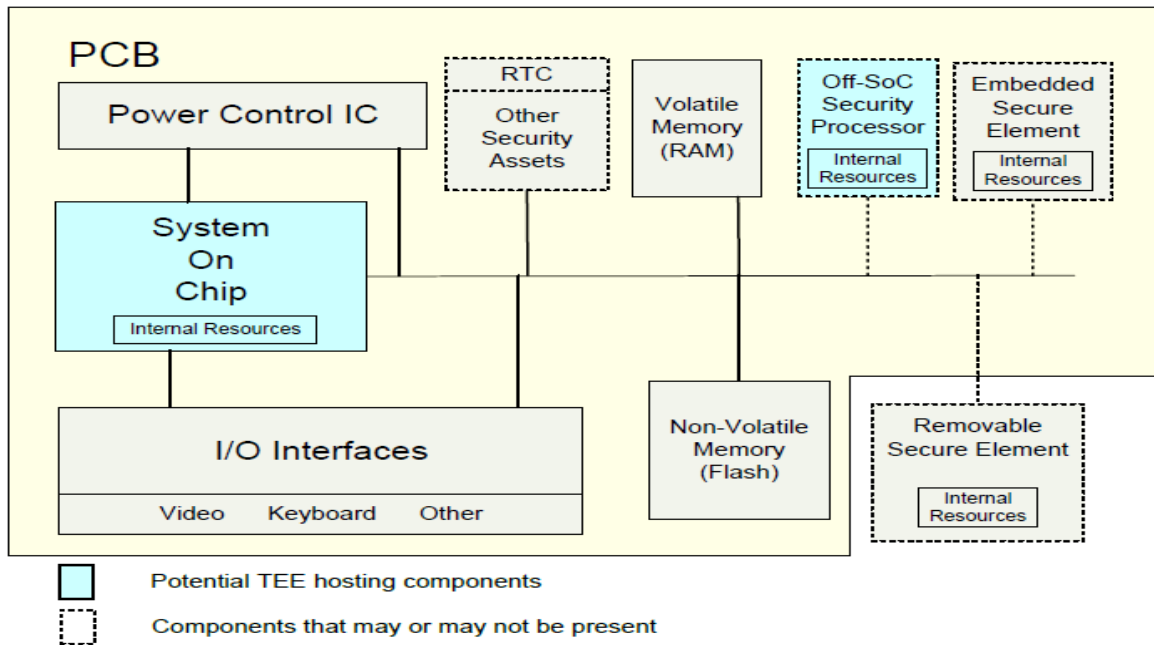 PCB
Power Control IC
RTC
Other
Security
Assets
Volatile
Memory
(RAM)
Off-SoC
Security
Processor
Internal
Resources
Embedded
Secure
Element
Internal
Resources
System
On
Chip
Internal Resources
I/O Interfaces
Video Keyboard Other
Non-Volatile
Memory
(Flash)
Removable
Secure Element
Internal
Resources
Potential TEE hosting components
Components that may or may not be present